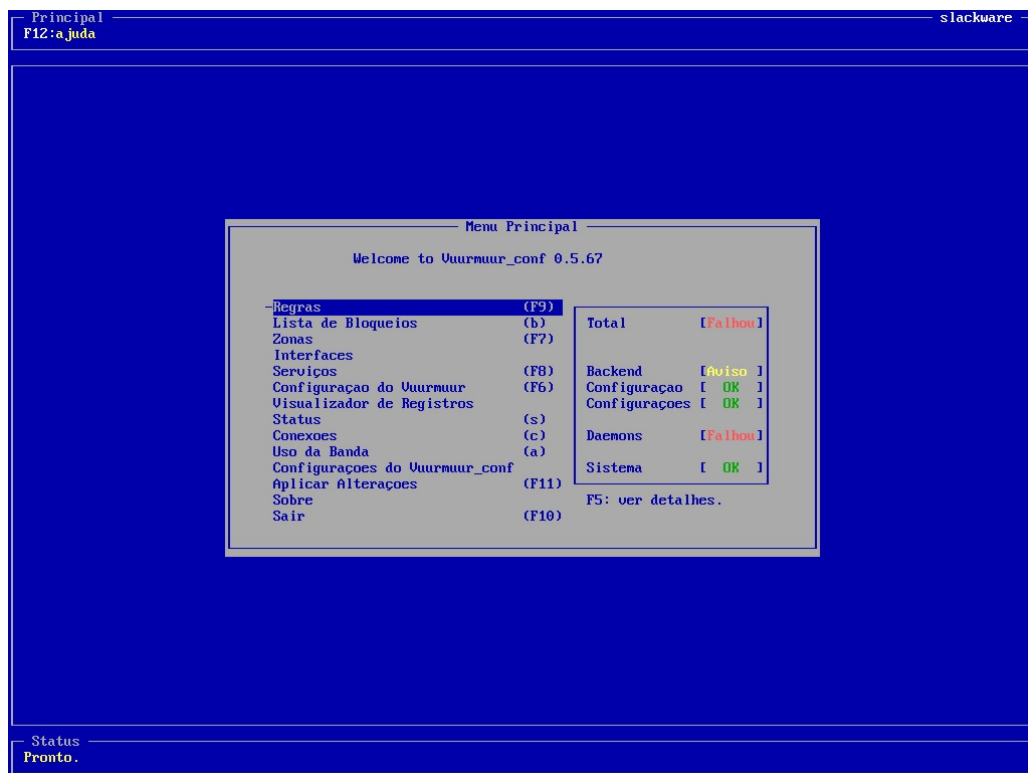 Principal slackware
F12:ajuda
Menu Principal
Welcome to Vuurmuur_conf 0.5.67
Regras (F9)
Lista de Bloqueios (b) Total [Falhou]
Zonas (F7)
Interfaces
Serviços (F8) Backend [Aviso ]
Configuraçao do Vuurmuur (F6) Configuraçao [ OK ]
Visualizador de Registros Configuraçoes [ OK ]
Status (s)
Conexoes (c) Daemons [Falhou]
Uso da Banda (a)
Configuraçoes do Vuurmuur_conf Sistema [ OK ]
Aplicar Alteraçoes (F11)
Sobre F5: ver detalhes.
Sair (F10)
Status
Pronto.